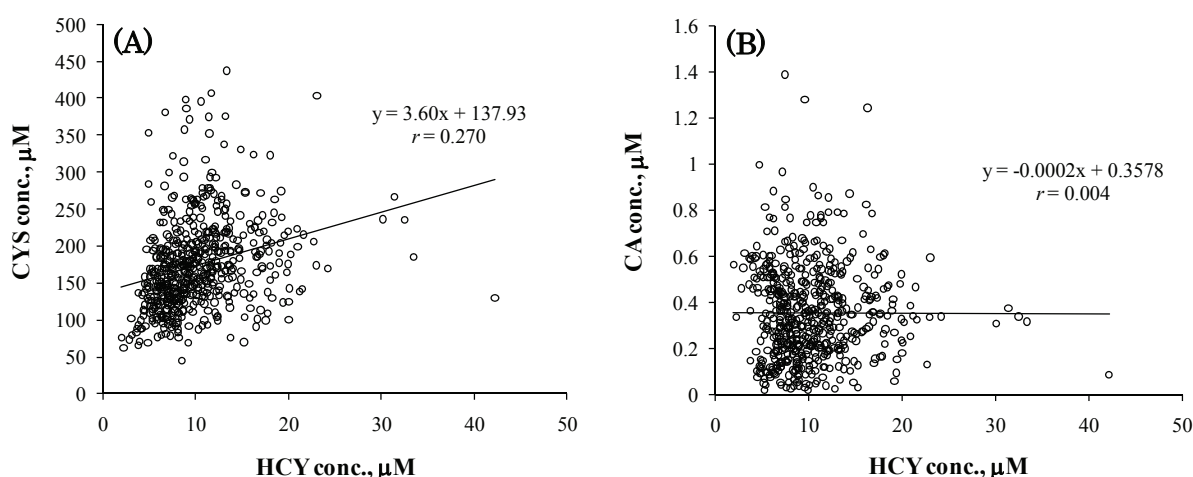 (A)
500
450
400
350
300
250
200
150
100
50
0
CYS conc., μM
y = 3.60x + 137.93
r = 0.270
0 10 20 30 40 50
HCY conc., μM
(B)
1.6
1.4
1.2
1
0.8
0.6
0.4
0.2
0
CA conc., μM
y = -0.0002x + 0.3578
r = 0.004
0 10 20 30 40 50
HCY conc., μM